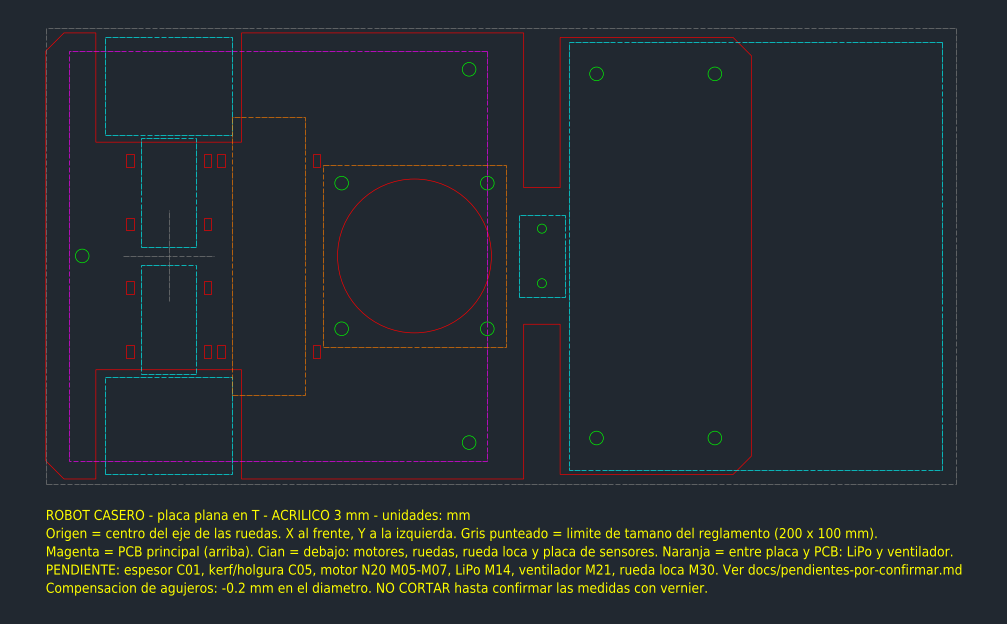 ROBOT CASERO - placa plana en T - ACRILICO 3 mm - unidades: mm
Origen = centro del eje de las ruedas. X al frente, Y a la izquierda. Gris punteado = limite de tamano del reglamento (200 x 100 mm).
Magenta = PCB principal (arriba). Cian = debajo: motores, ruedas, rueda loca y placa de sensores. Naranja = entre placa y PCB: LiPo y ventilador.
PENDIENTE: espesor C01, kerf/holgura C05, motor N20 M05-M07, LiPo M14, ventilador M21, rueda loca M30. Ver docs/pendientes-por-confirmar.md
Compensacion de agujeros: -0.2 mm en el diametro. NO CORTAR hasta confirmar las medidas con vernier.